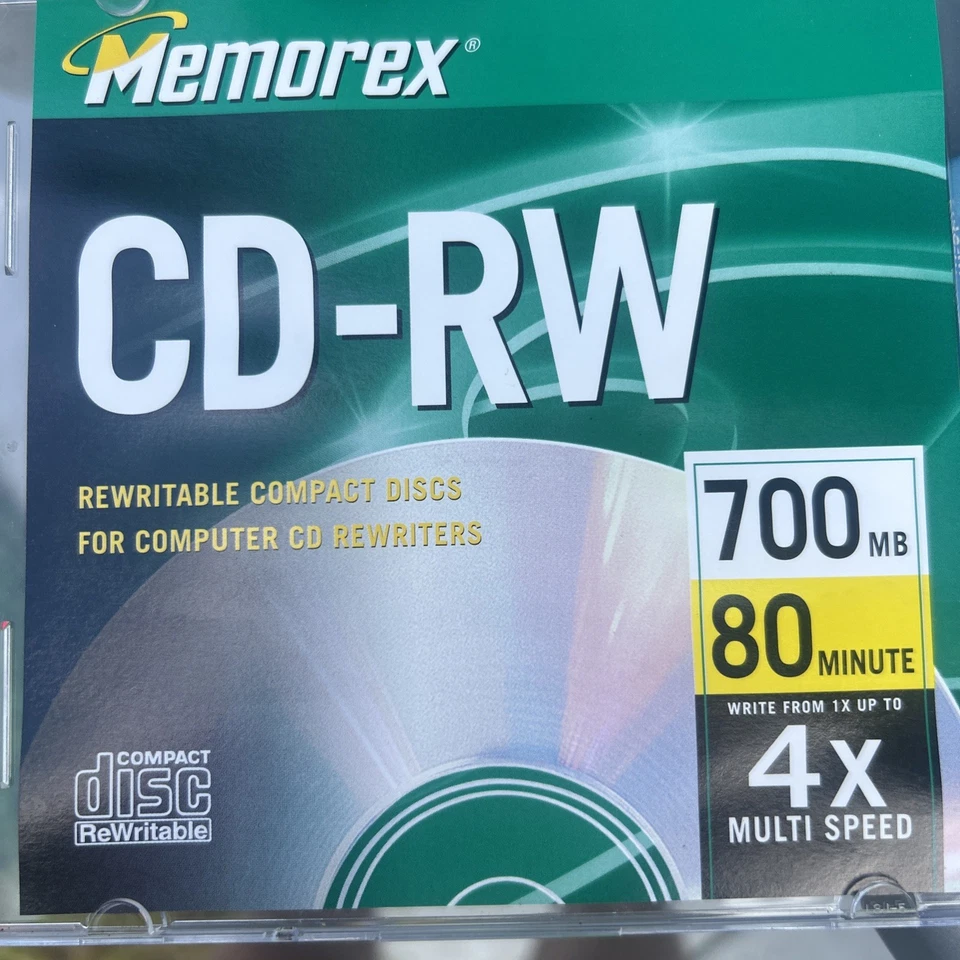 Memorex®
CD-RW
REWRITABLE COMPACT DISCS
FOR COMPUTER CD REWRITERS
700 MB
80 MINUTE
WRITE FROM 1X UP TO
4X
MULTI SPEED
COMPACT
disc
ReWritable